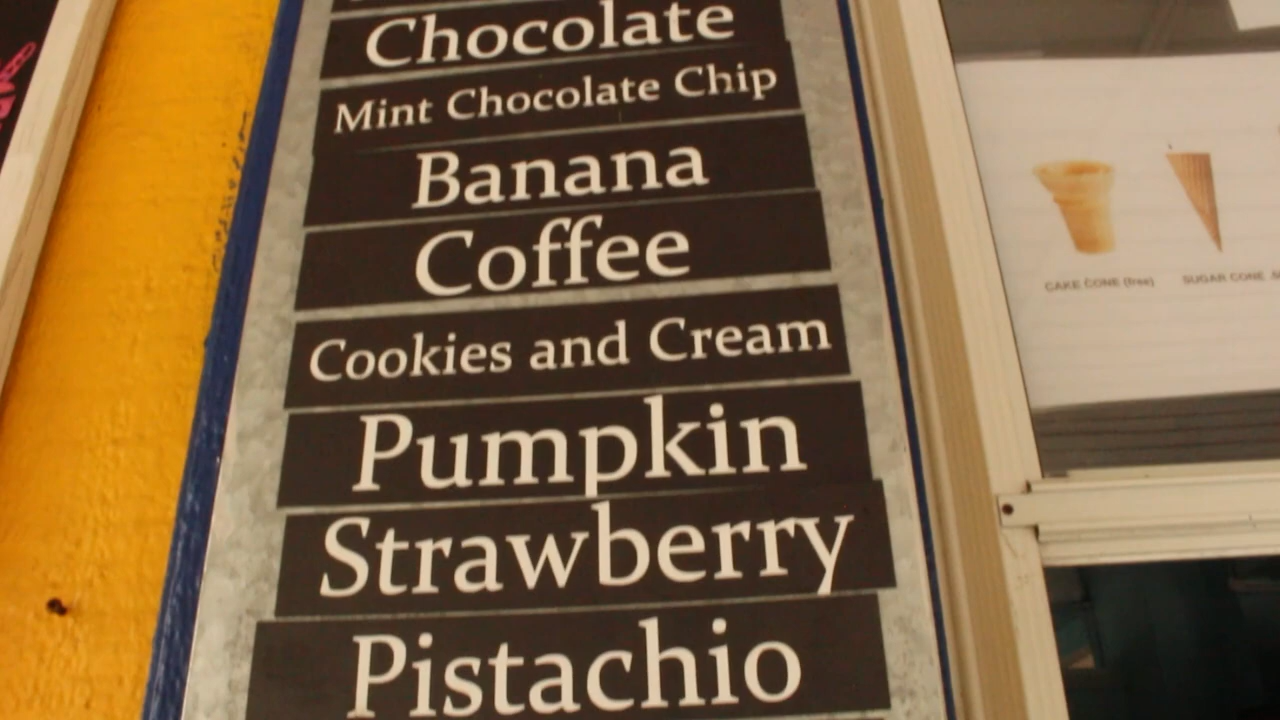 Chocolate
Mint Chocolate Chip
Banana
Coffee
Cookies and Cream
Pumpkin
Strawberry
Pistachio
CAKE CONE (free)
SUGAR CONE